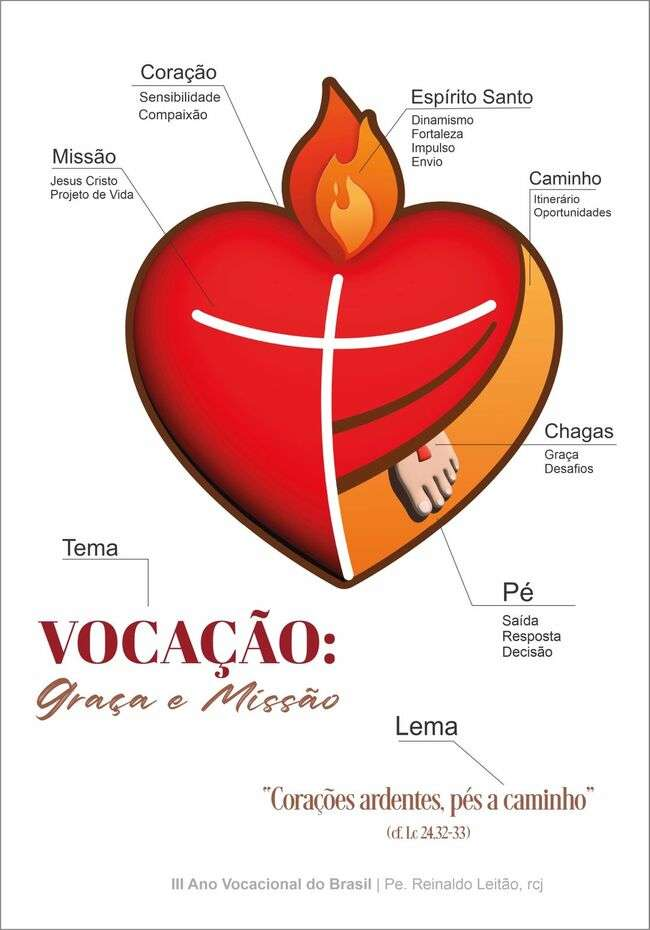 Coração
Sensibilidade
Compaixão
Espírito Santo
Dinamismo
Fortaleza
Impulso
Envio
Missão
Jesus Cristo
Projeto de Vida
Caminho
Itinerário
Oportunidades
Chagas
Graça
Desafios
Tema
VOCAÇÃO:
Graça e Missão
Pé
Saída
Resposta
Decisão
Lema
"Corações ardentes, pés a caminho"
(cf. Lc 24,32-33)
III Ano Vocacional do Brasil | Pe. Reinaldo Leitão, rcj